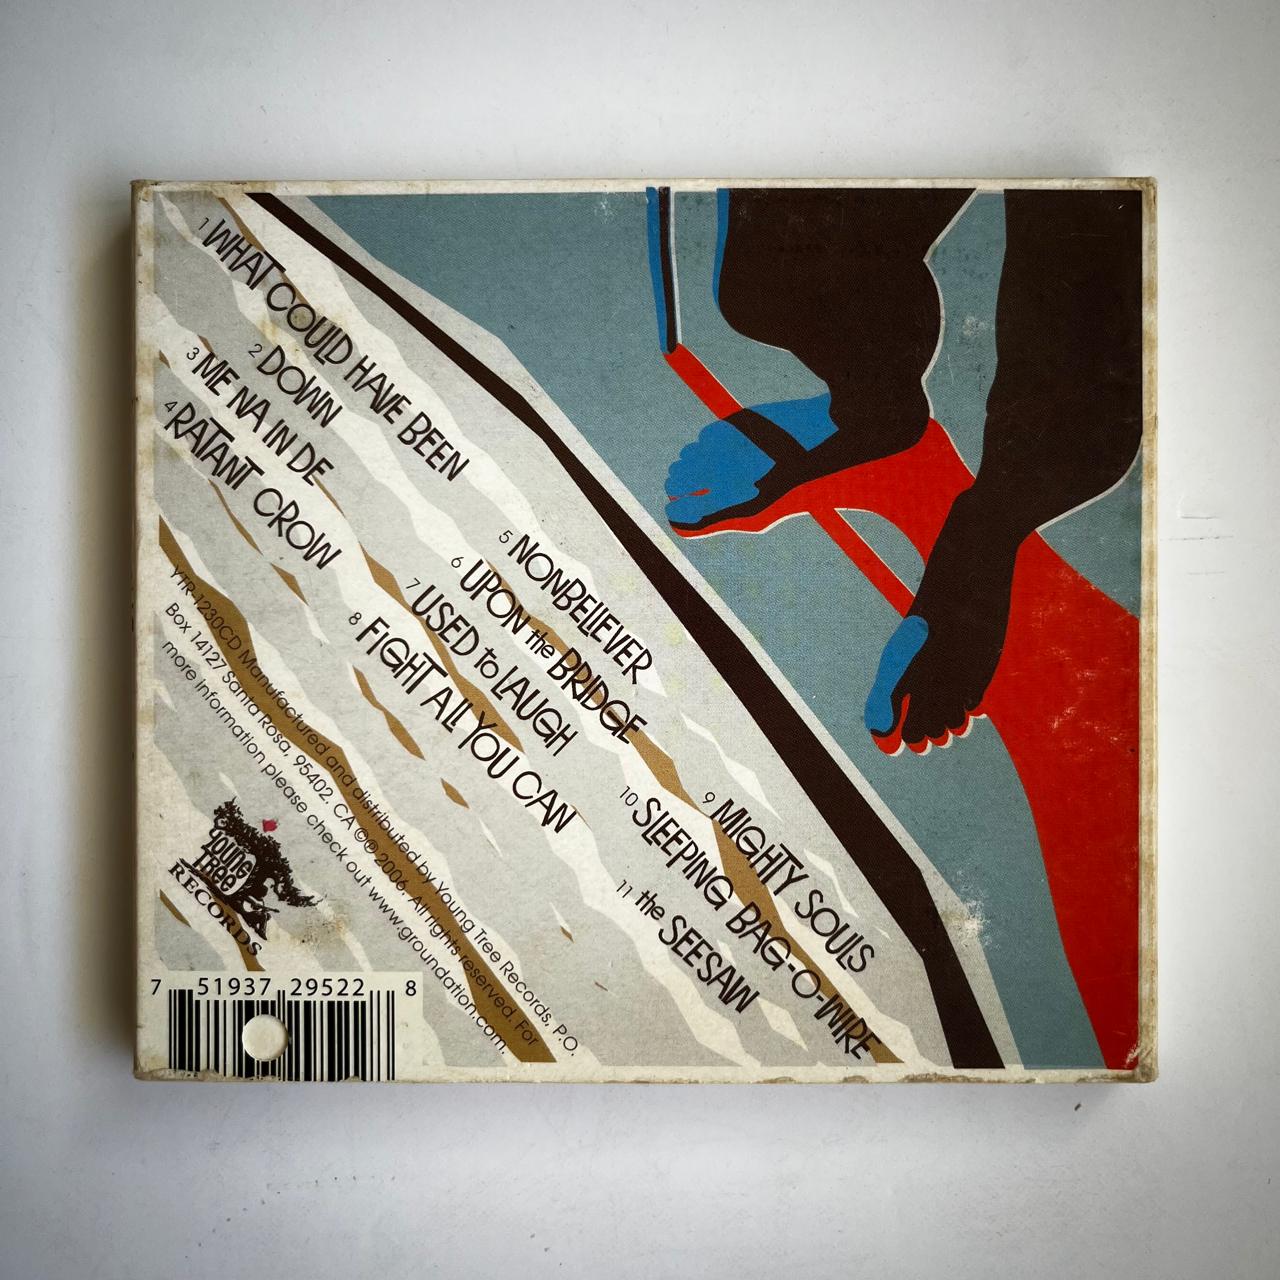 1 WHAT COULD HAVE BEEN
2 DOWN
3 ME NA IN DE
4 RATANT CROW
5 NONBELIEVER
6 UPON the BRIDGE
7 USED to LAUGH
8 FIGHT ALL YOU CAN
9 MIGHTY SOULS
10 SLEEPING BAG-O-WIRE
11 the SEESAW
YTR-1230CD Manufactured and distributed by Young Tree Records, P.O.
Box 14127 Santa Rosa, 95402, CA ©℗ 2006. All rights reserved. For
more information please check out www.groundation.com.
young
tree
RECORDS
7 51937 29522 8